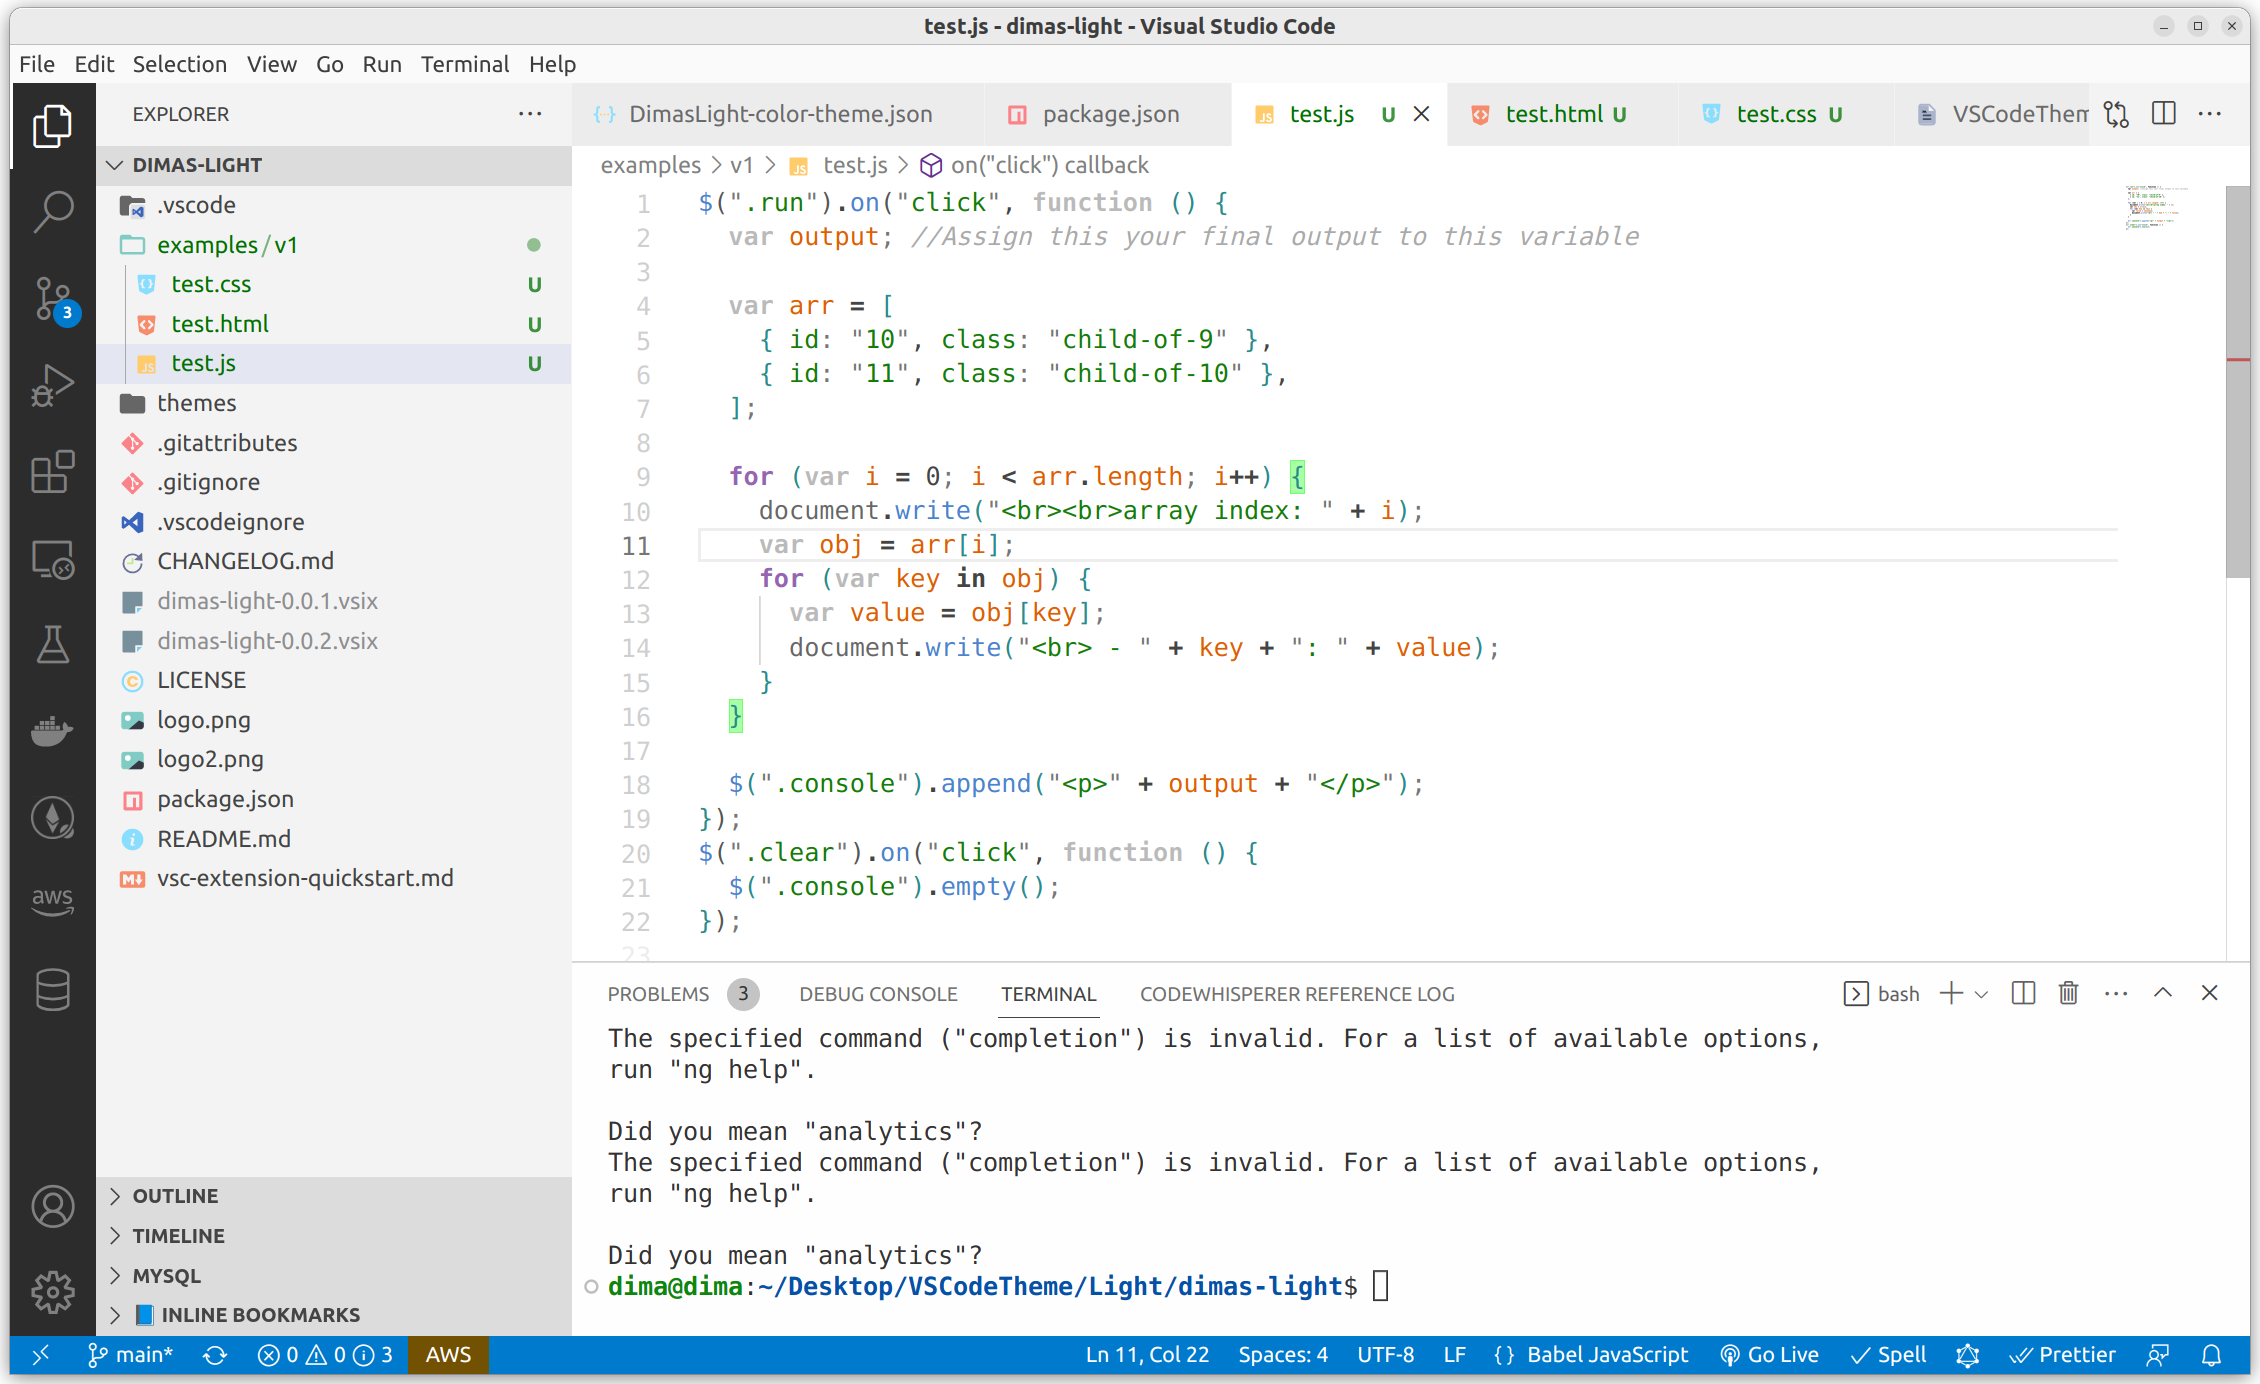 test.js - dimas-light - Visual Studio Code
File Edit Selection View Go Run Terminal Help
EXPLORER
DIMAS-LIGHT
.vscode
examples/v1
test.css U
test.html U
test.js U
themes
.gitattributes
.gitignore
.vscodeignore
CHANGELOG.md
dimas-light-0.0.1.vsix
dimas-light-0.0.2.vsix
LICENSE
logo.png
logo2.png
package.json
README.md
vsc-extension-quickstart.md
OUTLINE
TIMELINE
MYSQL
INLINE BOOKMARKS
3
aws
DimasLight-color-theme.json package.json test.js U test.html U test.css U VSCodeThem
examples > v1 > test.js > on("click") callback
1 $(".run").on("click", function () {
2   var output; //Assign this your final output to this variable
3
4   var arr = [
5     { id: "10", class: "child-of-9" },
6     { id: "11", class: "child-of-10" },
7   ];
8
9   for (var i = 0; i < arr.length; i++) {
10     document.write("<br><br>array index: " + i);
11     var obj = arr[i];
12     for (var key in obj) {
13       var value = obj[key];
14       document.write("<br> - " + key + ": " + value);
15     }
16   }
17
18   $(".console").append("<p>" + output + "</p>");
19 });
20 $(".clear").on("click", function () {
21   $(".console").empty();
22 });
23
PROBLEMS 3 DEBUG CONSOLE TERMINAL CODEWHISPERER REFERENCE LOG bash
The specified command ("completion") is invalid. For a list of available options,
run "ng help".
Did you mean "analytics"?
The specified command ("completion") is invalid. For a list of available options,
run "ng help".
Did you mean "analytics"?
dima@dima:~/Desktop/VSCodeTheme/Light/dimas-light$
main* 0 0 3 AWS Ln 11, Col 22 Spaces: 4 UTF-8 LF {} Babel JavaScript Go Live Spell Prettier